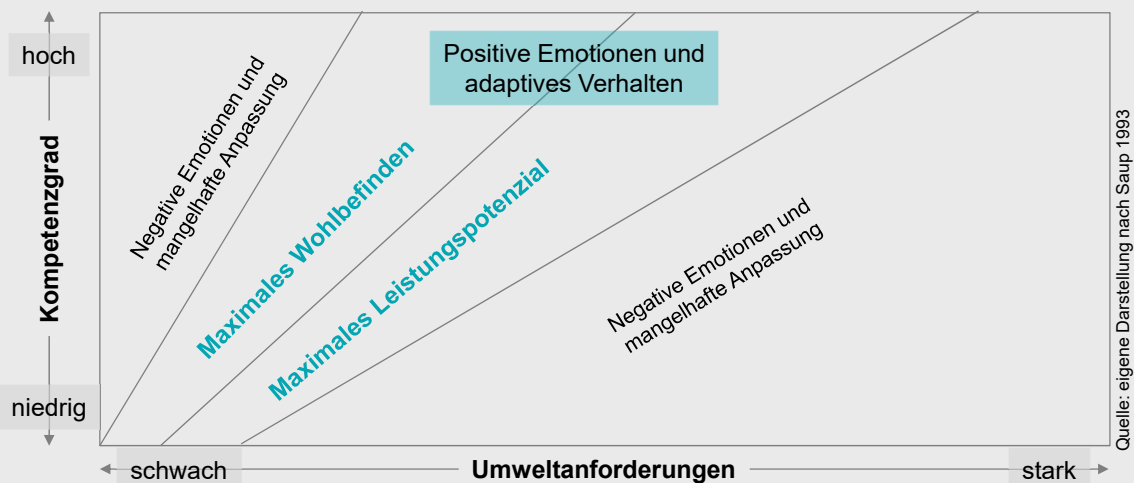 hoch
Positive Emotionen und
adaptives Verhalten
Negative Emotionen und
mangelhafte Anpassung
Maximales Wohlbefinden
Maximales Leistungspotenzial
Negative Emotionen und
mangelhafte Anpassung
Kompetenzgrad
niedrig
schwach
Umweltanforderungen
stark
Quelle: eigene Darstellung nach Saup 1993